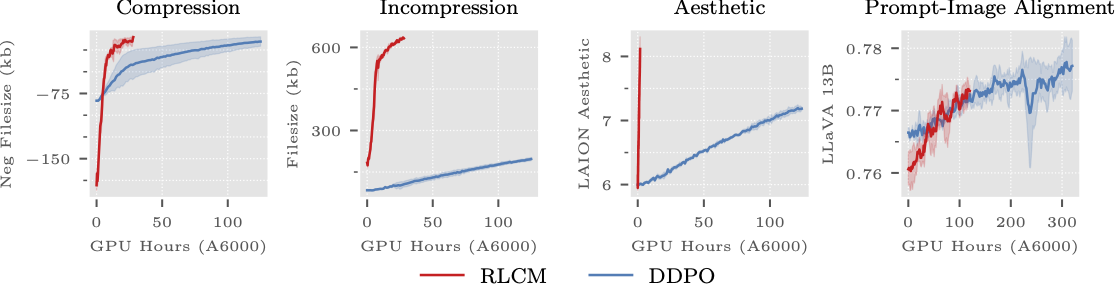 Compression
Neg Filesize (kb)
−75
−150
0
50
100
GPU Hours (A6000)
Incompression
Filesize (kb)
600
300
0
50
100
GPU Hours (A6000)
Aesthetic
LAION Aesthetic
8
7
6
0
50
100
GPU Hours (A6000)
Prompt-Image Alignment
LLaVA 13B
0.78
0.77
0.76
0
100
200
300
GPU Hours (A6000)
RLCM
DDPO